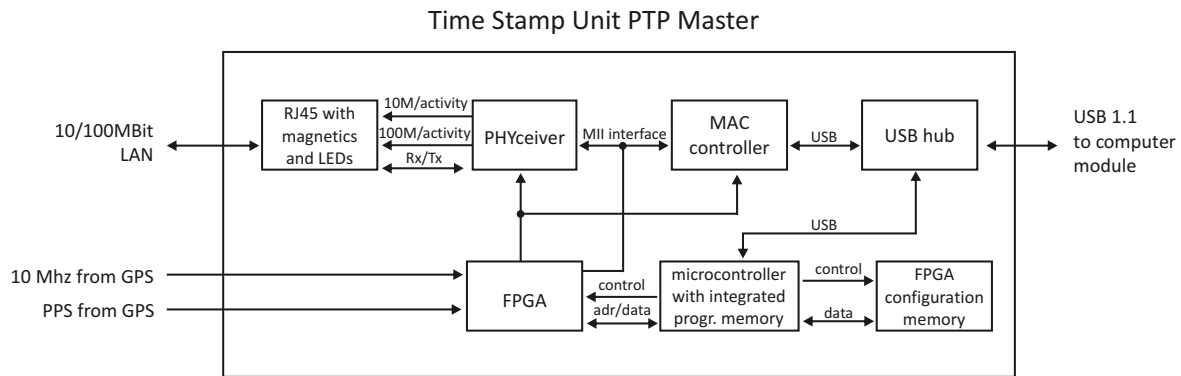 Time Stamp Unit PTP Master
10/100MBit
LAN
RJ45 with
magnetics
and LEDs
10M/activity
100M/activity
Rx/Tx
PHYceiver
MII interface
MAC
controller
USB
USB hub
USB 1.1
to computer
module
USB
10 Mhz from GPS
PPS from GPS
FPGA
control
adr/data
microcontroller
with integrated
progr. memory
control
data
FPGA
configuration
memory